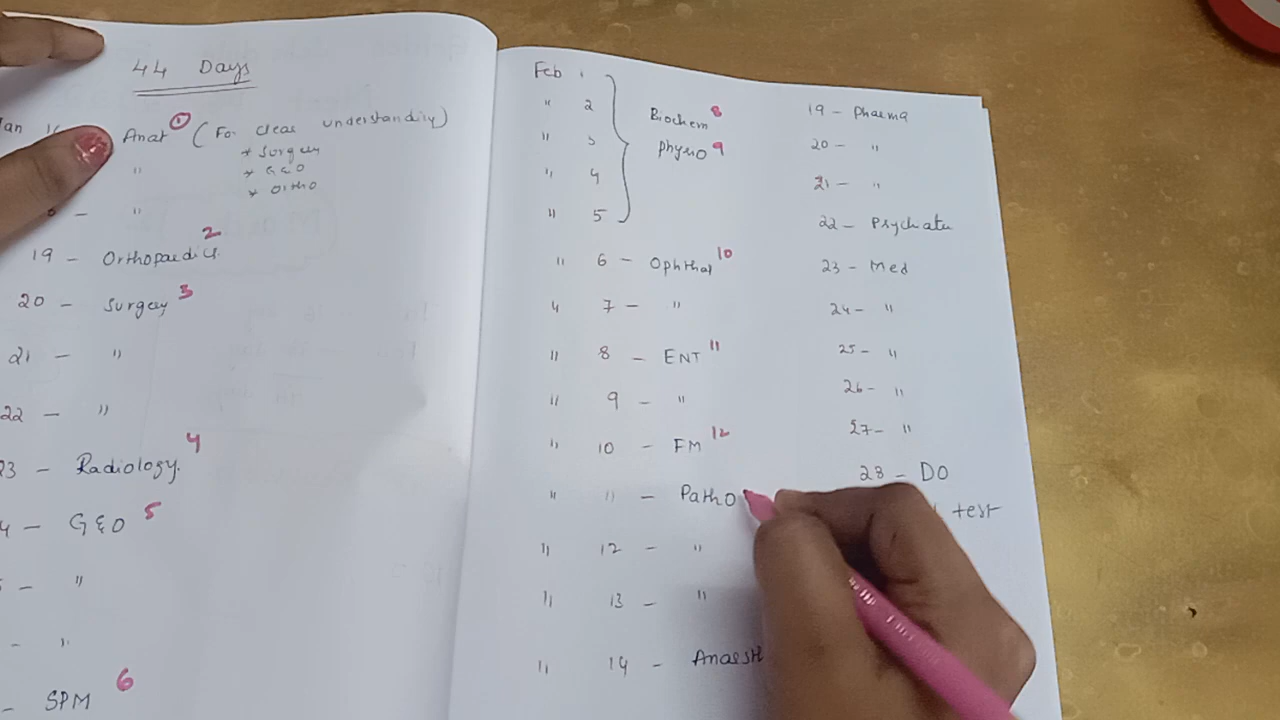 44 Days
Anat 1 (For clear understanding)
" * Surgery
* G&O
* Ortho
- "
19 - Orthopaedics 2
20 - Surgery 3
21 - "
22 - "
23 - Radiology. 4
4 - G&O 5
- "
- "
- SPM 6
Feb 1
" 2 Biochem 8
" 3 Physio 9
" 4
" 5
" 6 - Ophthal 10
" 7 - "
" 8 - ENT 11
" 9 - "
" 10 - FM 12
" 11 - Patho
" 12 - "
" 13 - "
" 14 - Anaesth
19 - Pharma
20 - "
21 - "
22 - Psychatu
23 - Med
24 - "
25 - "
26 - "
27 - "
28 - DO
test